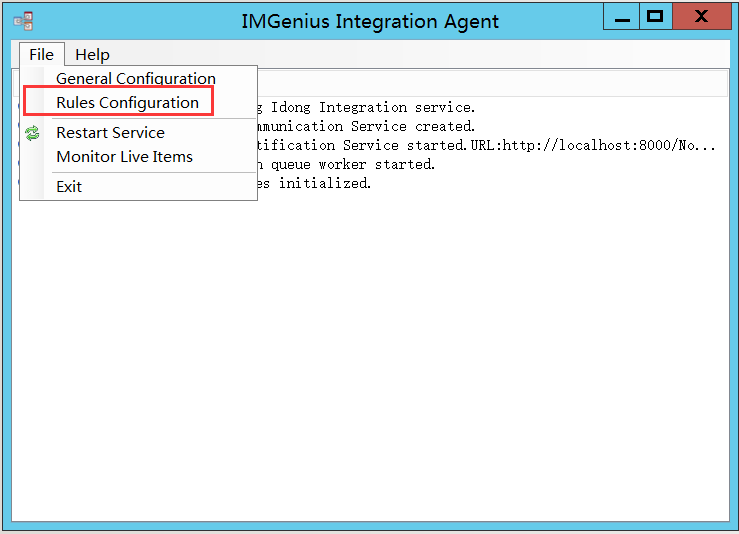 IMGenius Integration Agent
File Help
General Configuration
Rules Configuration
Restart Service
Monitor Live Items
Exit
g Idong Integration service.
mmunication Service created.
tification Service started.URL:http://localhost:8000/No...
n queue worker started.
es initialized.